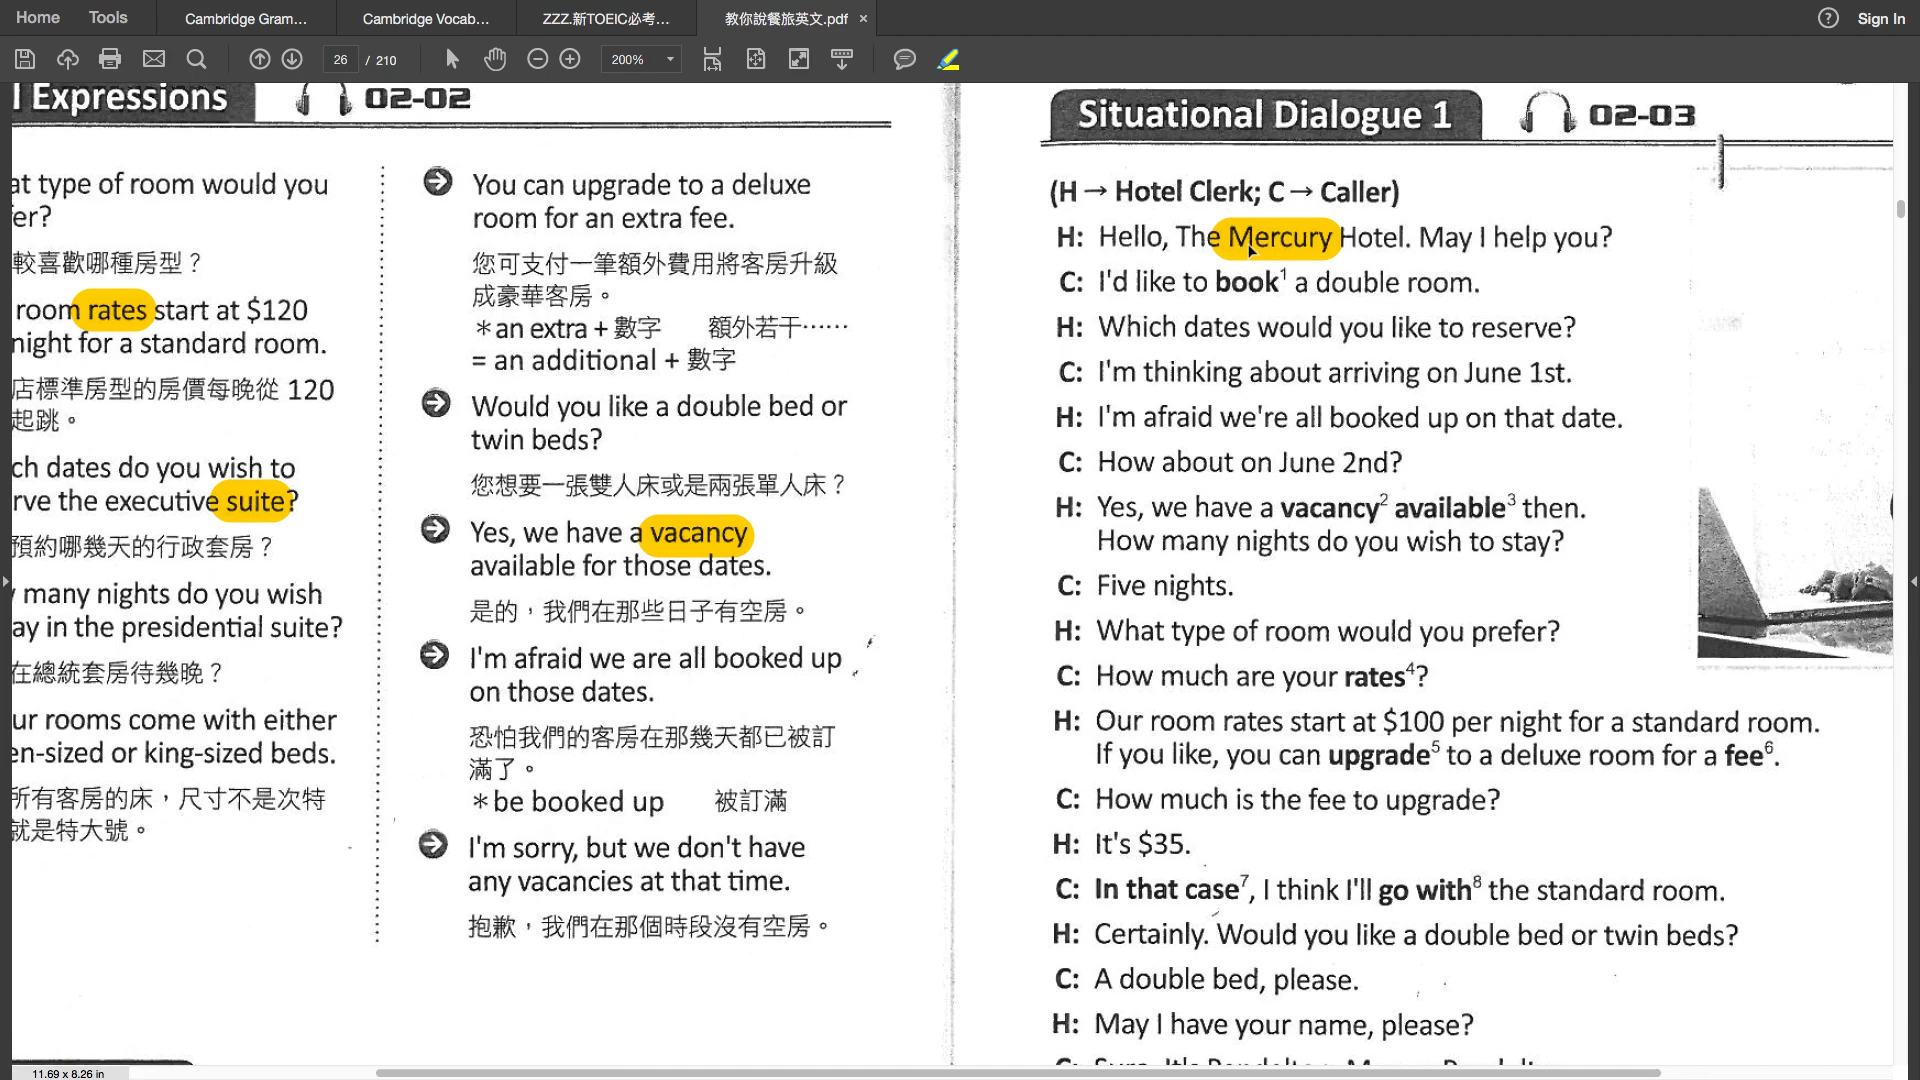 Home
Tools
Cambridge Gram...
Cambridge Vocab...
ZZZ.新TOEIC必考...
教你說餐旅英文.pdf ×
? Sign In
26 / 210
200%
l Expressions
02-02
at type of room would you
er?
較喜歡哪種房型？
room rates start at $120
night for a standard room.
店標準房型的房價每晚從 120
起跳。
ch dates do you wish to
rve the executive suite?
預約哪幾天的行政套房？
many nights do you wish
ay in the presidential suite?
在總統套房待幾晚？
ur rooms come with either
en-sized or king-sized beds.
所有客房的床，尺寸不是次特
就是特大號。
You can upgrade to a deluxe
room for an extra fee.
您可支付一筆額外費用將客房升級
成豪華客房。
＊an extra + 數字 額外若干……
= an additional + 數字
Would you like a double bed or
twin beds?
您想要一張雙人床或是兩張單人床？
Yes, we have a vacancy
available for those dates.
是的，我們在那些日子有空房。
I'm afraid we are all booked up
on those dates.
恐怕我們的客房在那幾天都已被訂
滿了。
＊be booked up 被訂滿
I'm sorry, but we don't have
any vacancies at that time.
抱歉，我們在那個時段沒有空房。
Situational Dialogue 1
02-03
(H → Hotel Clerk; C → Caller)
H: Hello, The Mercury Hotel. May I help you?
C: I'd like to book¹ a double room.
H: Which dates would you like to reserve?
C: I'm thinking about arriving on June 1st.
H: I'm afraid we're all booked up on that date.
C: How about on June 2nd?
H: Yes, we have a vacancy² available³ then.
How many nights do you wish to stay?
C: Five nights.
H: What type of room would you prefer?
C: How much are your rates⁴?
H: Our room rates start at $100 per night for a standard room.
If you like, you can upgrade⁵ to a deluxe room for a fee⁶.
C: How much is the fee to upgrade?
H: It's $35.
C: In that case⁷, I think I'll go with⁸ the standard room.
H: Certainly. Would you like a double bed or twin beds?
C: A double bed, please.
H: May I have your name, please?
11.69 x 8.26 in